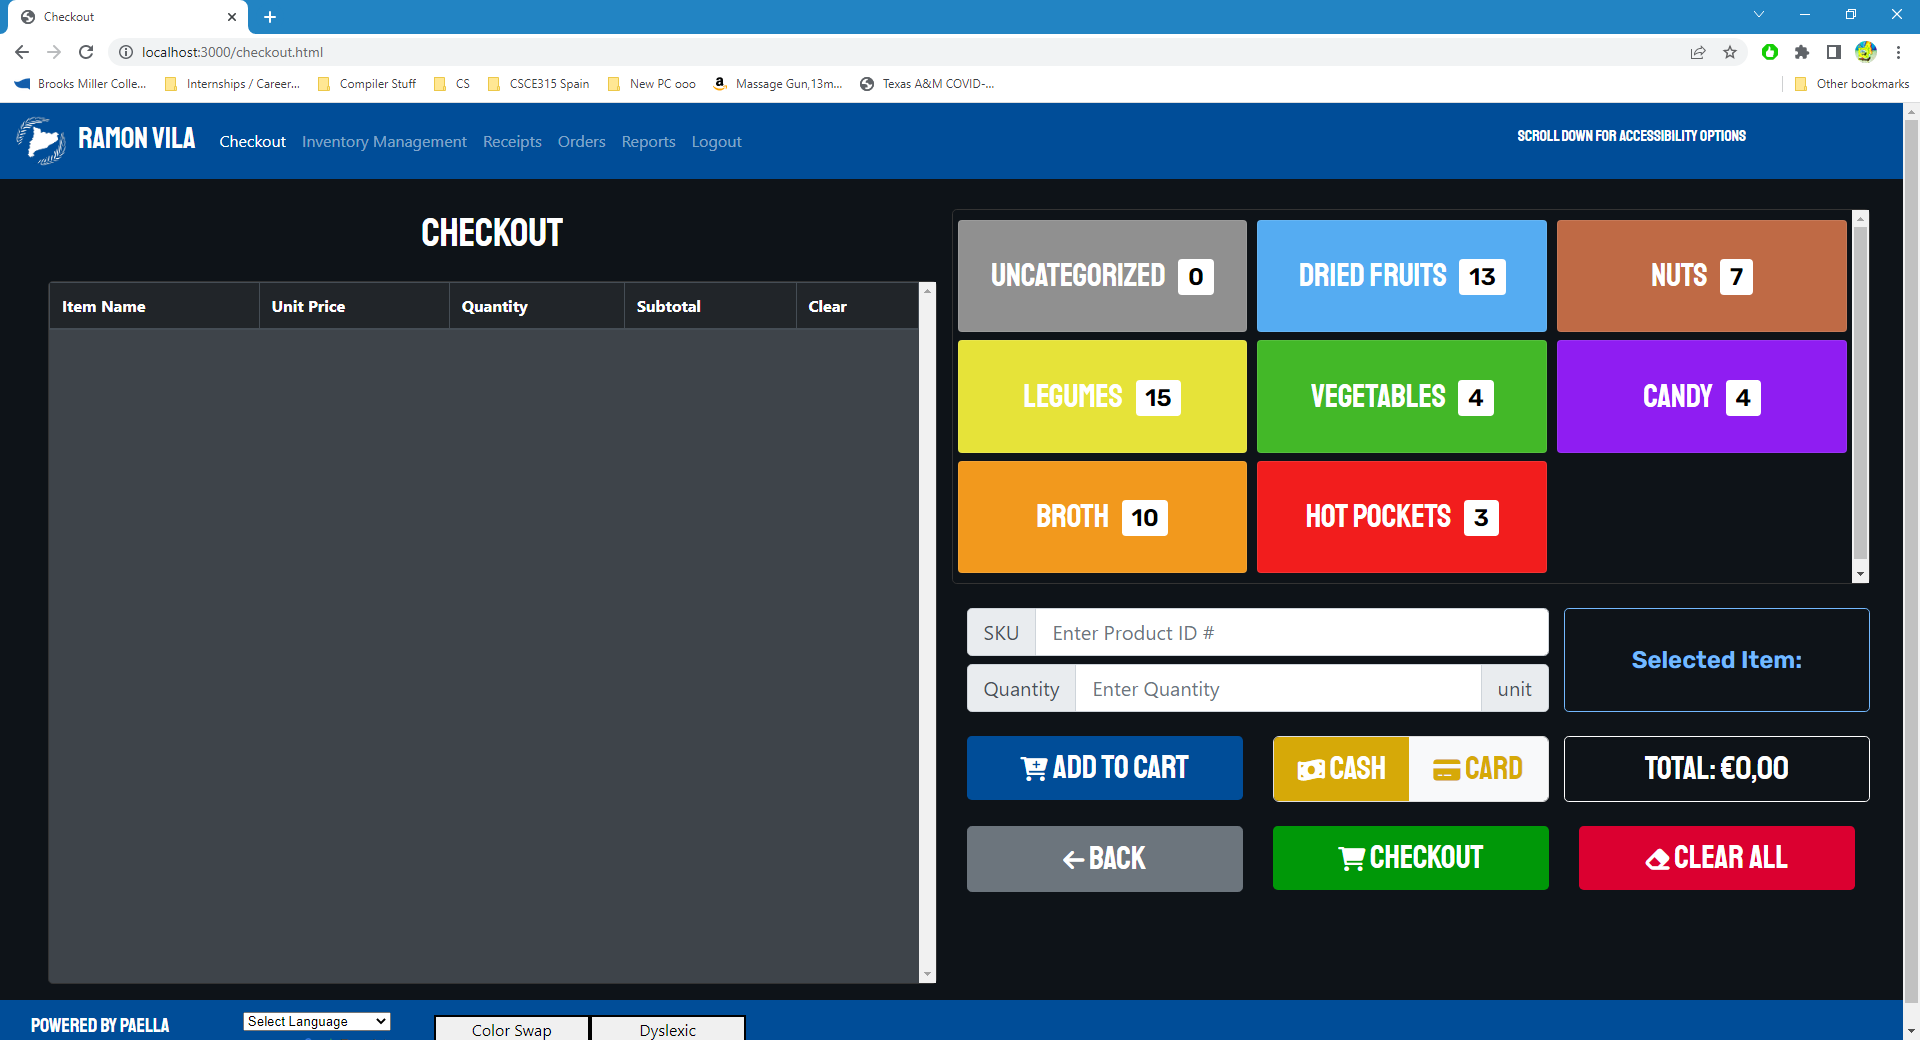 Checkout
localhost:3000/checkout.html
Brooks Miller Colle... Internships / Career... Compiler Stuff CS CSCE315 Spain New PC ooo Massage Gun,13m... Texas A&M COVID-... Other bookmarks
RAMON VILA Checkout Inventory Management Receipts Orders Reports Logout SCROLL DOWN FOR ACCESSIBILITY OPTIONS
CHECKOUT
Item Name Unit Price Quantity Subtotal Clear
UNCATEGORIZED 0 DRIED FRUITS 13 NUTS 7
LEGUMES 15 VEGETABLES 4 CANDY 4
BROTH 10 HOT POCKETS 3
SKU Enter Product ID #
Quantity Enter Quantity unit
Selected Item:
ADD TO CART CASH CARD TOTAL: €0,00
BACK CHECKOUT CLEAR ALL
POWERED BY PAELLA Select Language Color Swap Dyslexic